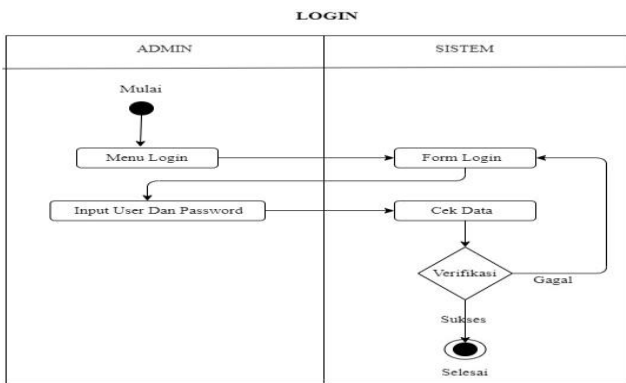 LOGIN
ADMIN
SISTEM
Mulai
Menu Login
Form Login
Input User Dan Password
Cek Data
Verifikasi
Gagal
Sukses
Selesai